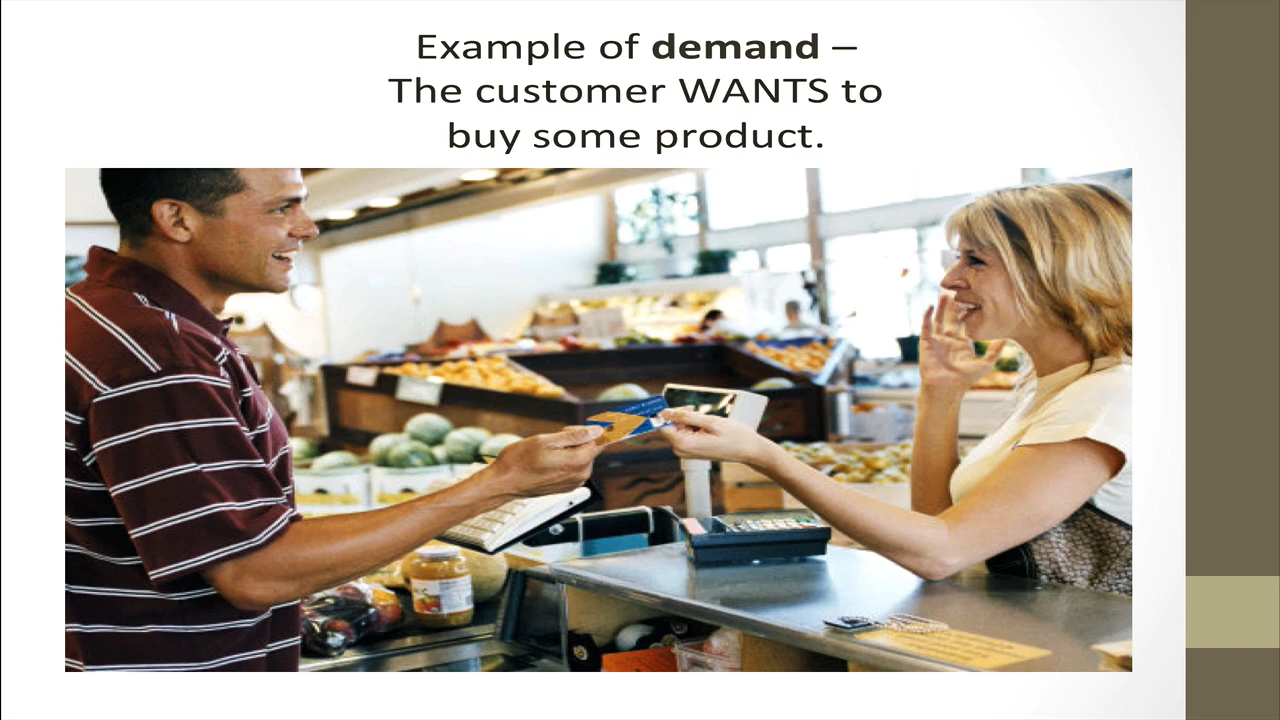 Example of demand –
The customer WANTS to
buy some product.